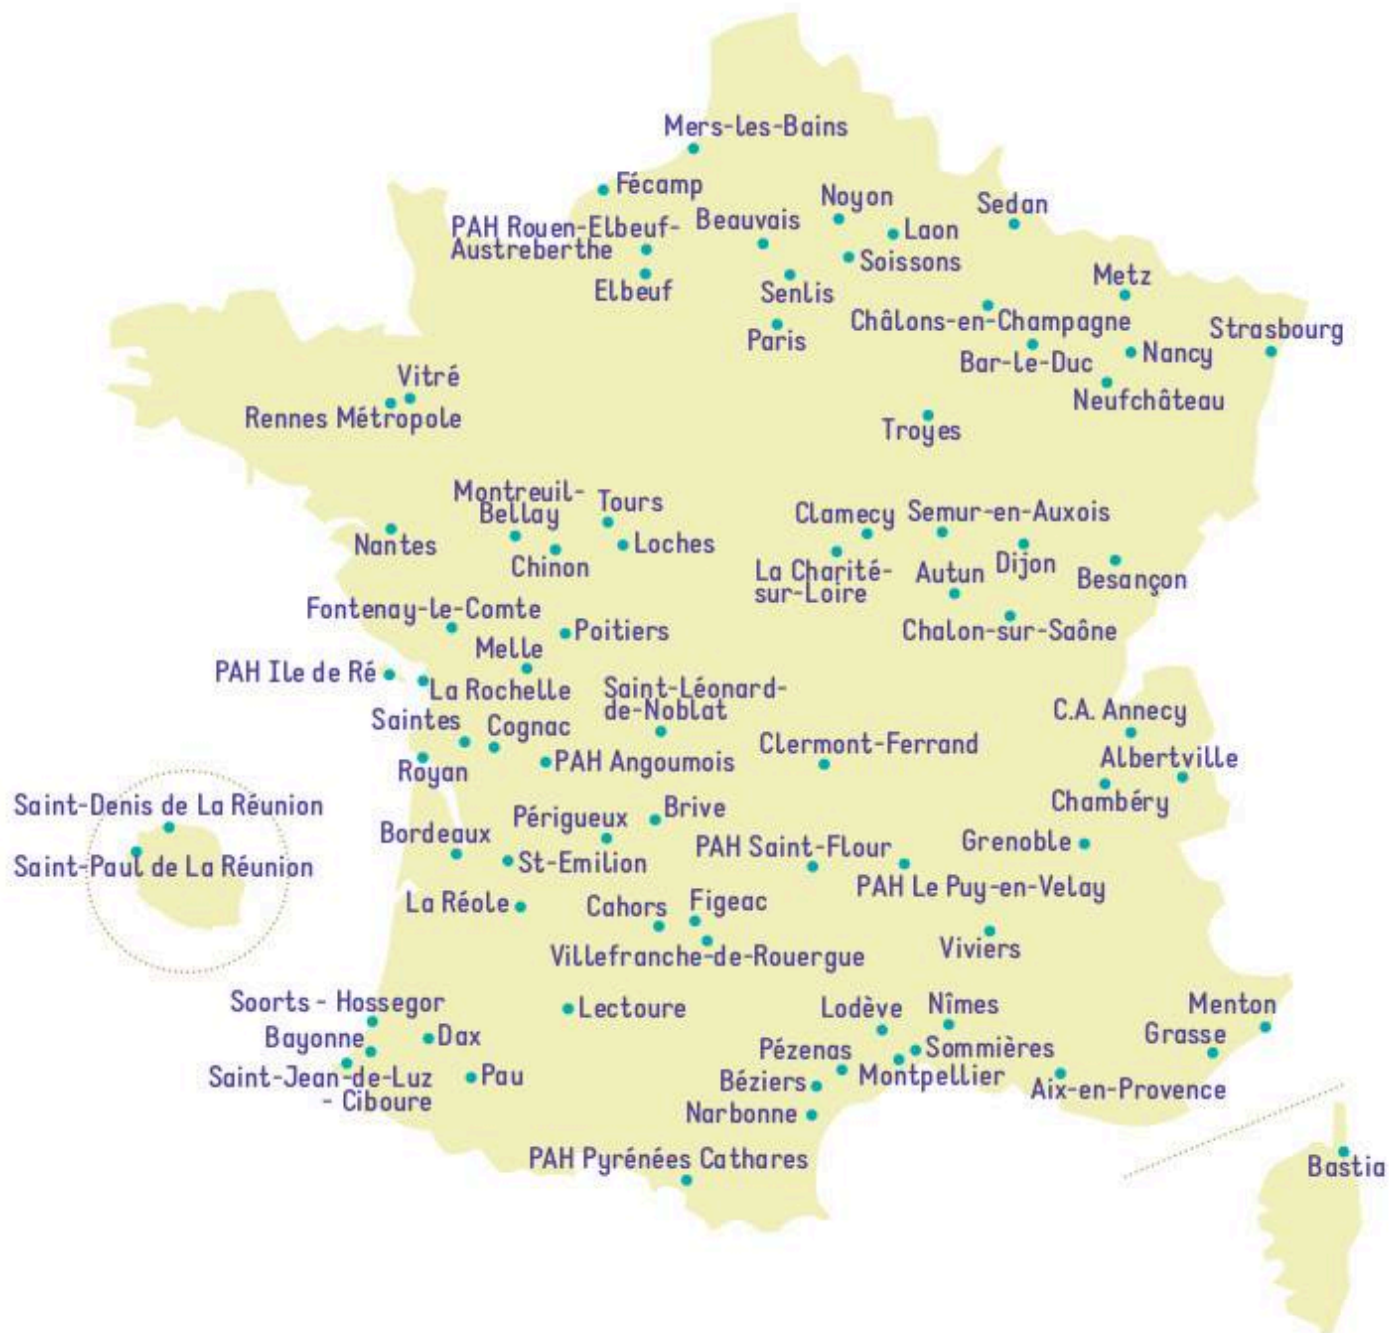 Mers-les-Bains
Fécamp
Noyon
Sedan
PAH Rouen-Elbeuf-
Austreberthe
Beauvais
Laon
Soissons
Elbeuf
Senlis
Metz
Châlons-en-Champagne
Strasbourg
Paris
Bar-le-Duc
Nancy
Vitré
Neufchâteau
Rennes Métropole
Troyes
Montreuil-
Bellay
Tours
Clamecy
Semur-en-Auxois
Nantes
Loches
Chinon
La Charité-
sur-Loire
Autun
Dijon
Besançon
Fontenay-le-Comte
Poitiers
Chalon-sur-Saône
Melle
PAH Ile de Ré
La Rochelle
Saint-Léonard-
de-Noblat
C.A. Annecy
Saintes
Cognac
Clermont-Ferrand
Albertville
Royan
PAH Angoumois
Chambéry
Saint-Denis de La Réunion
Saint-Paul de La Réunion
Bordeaux
Périgueux
Brive
Grenoble
PAH Saint-Flour
St-Emilion
PAH Le Puy-en-Velay
La Réole
Cahors
Figeac
Villefranche-de-Rouergue
Viviers
Soorts - Hossegor
Lectoure
Lodève
Nîmes
Menton
Bayonne
Dax
Grasse
Pézenas
Sommières
Saint-Jean-de-Luz
- Ciboure
Pau
Béziers
Montpellier
Aix-en-Provence
Narbonne
PAH Pyrénées Cathares
Bastia